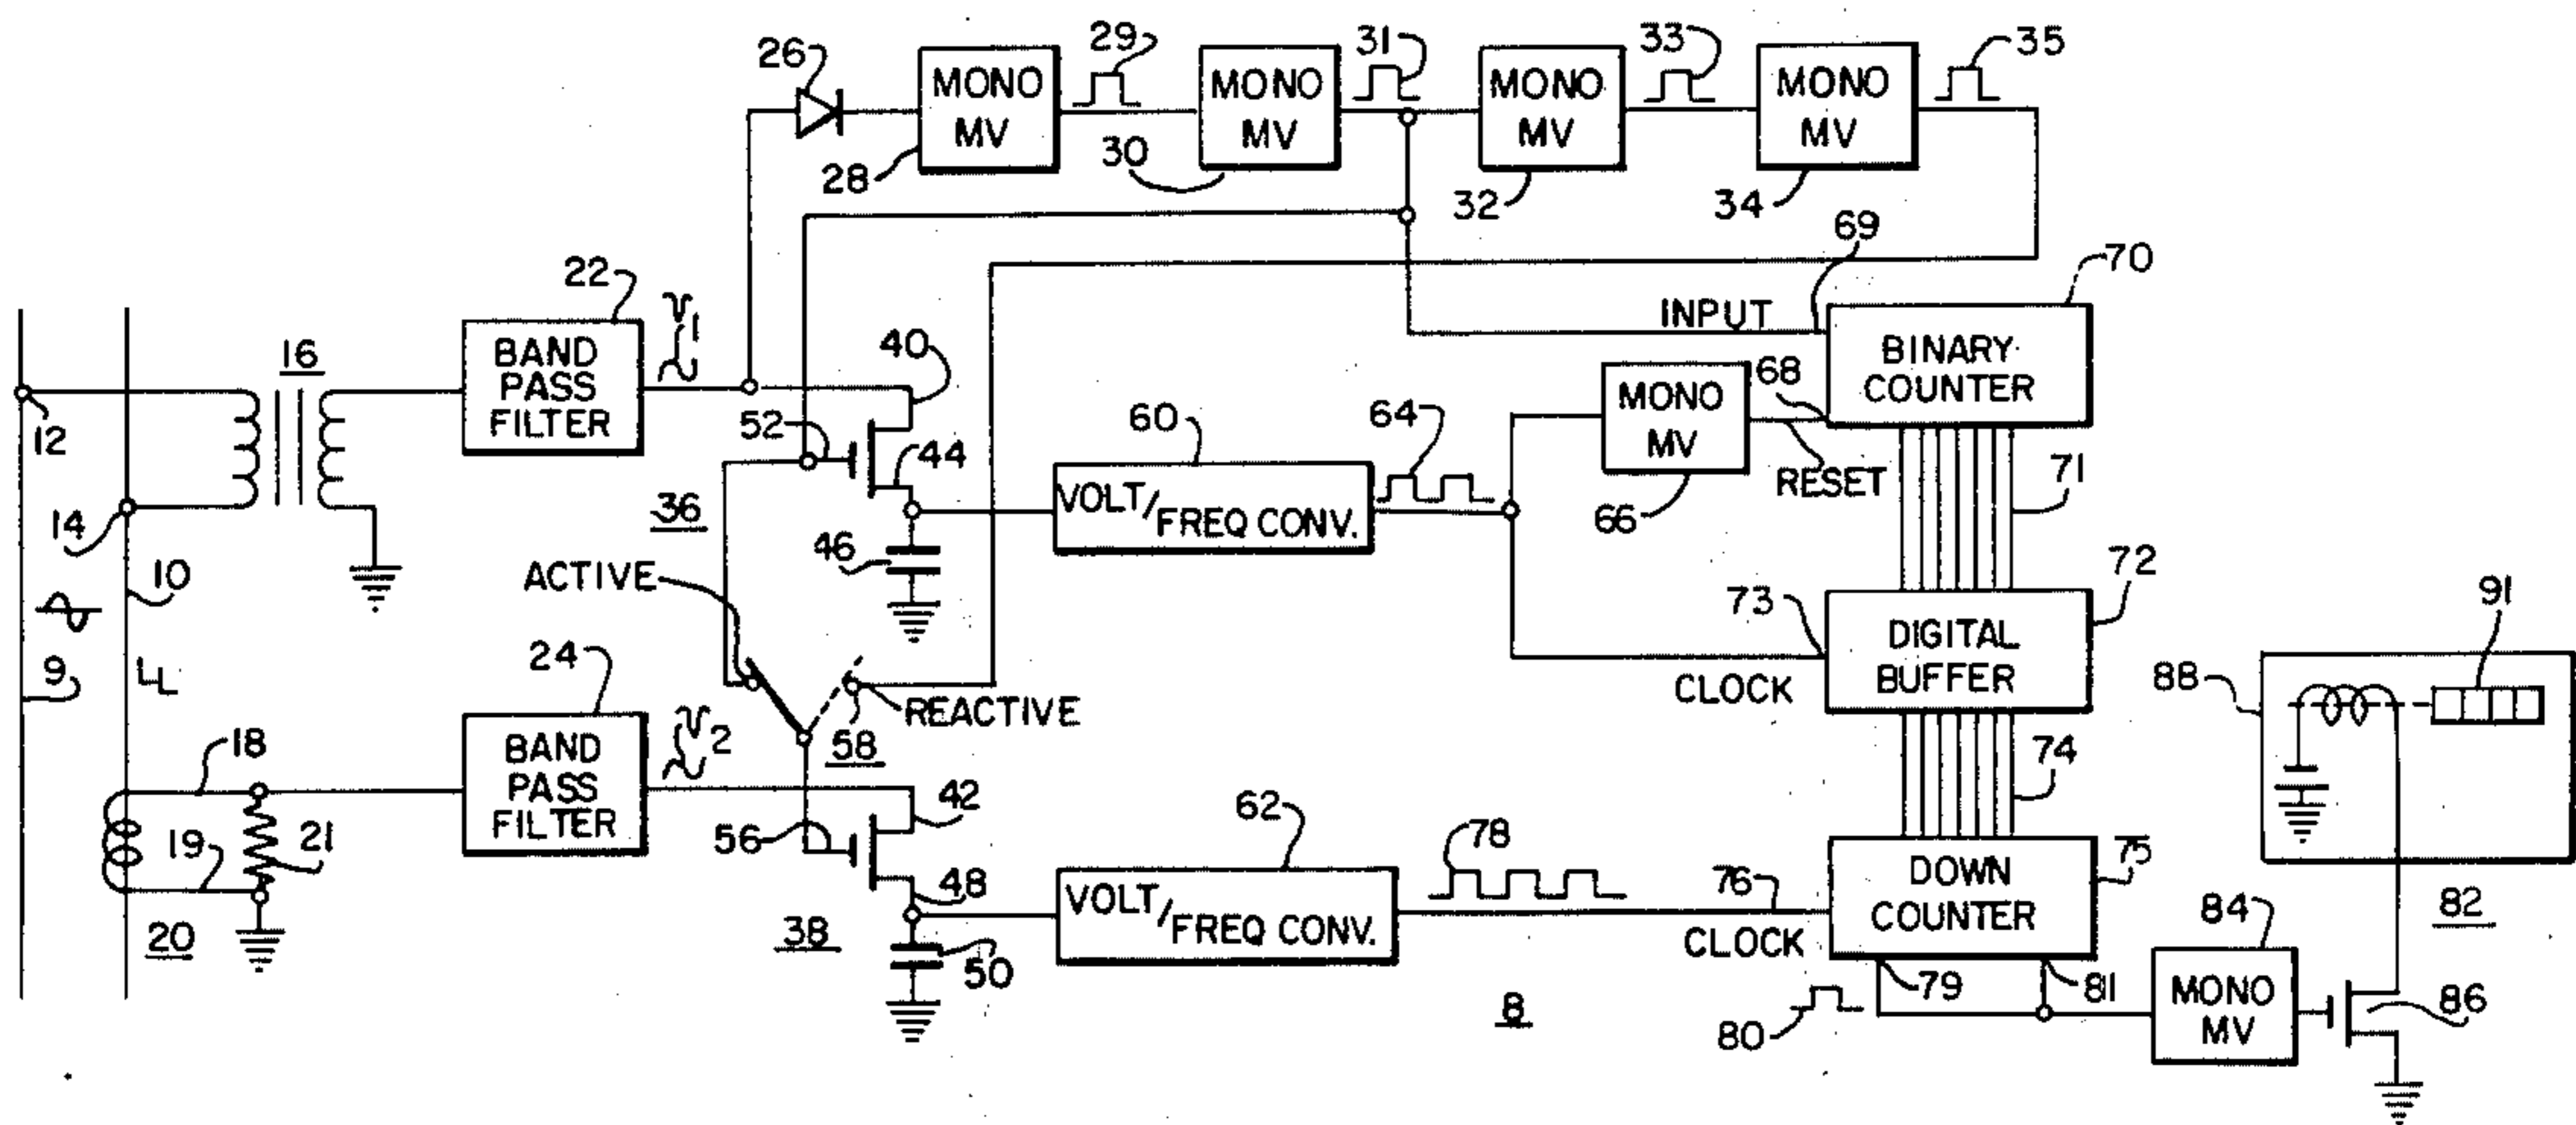 26
MONO
MV
28
29
MONO
MV
30
31
MONO
MV
32
33
MONO
MV
34
35
69
70
INPUT
BINARY
COUNTER
68
RESET
MONO
MV
66
71
22
BAND
PASS
FILTER
16
12
14
10
9
40
52
44
36
46
60
VOLT/FREQ CONV.
64
ACTIVE
REACTIVE
58
73
CLOCK
DIGITAL
BUFFER
72
74
24
BAND
PASS
FILTER
18
19
21
20
42
56
48
38
50
62
VOLT/FREQ CONV.
78
76
CLOCK
DOWN
COUNTER
75
79
81
80
8
84
MONO
MV
86
82
88
91